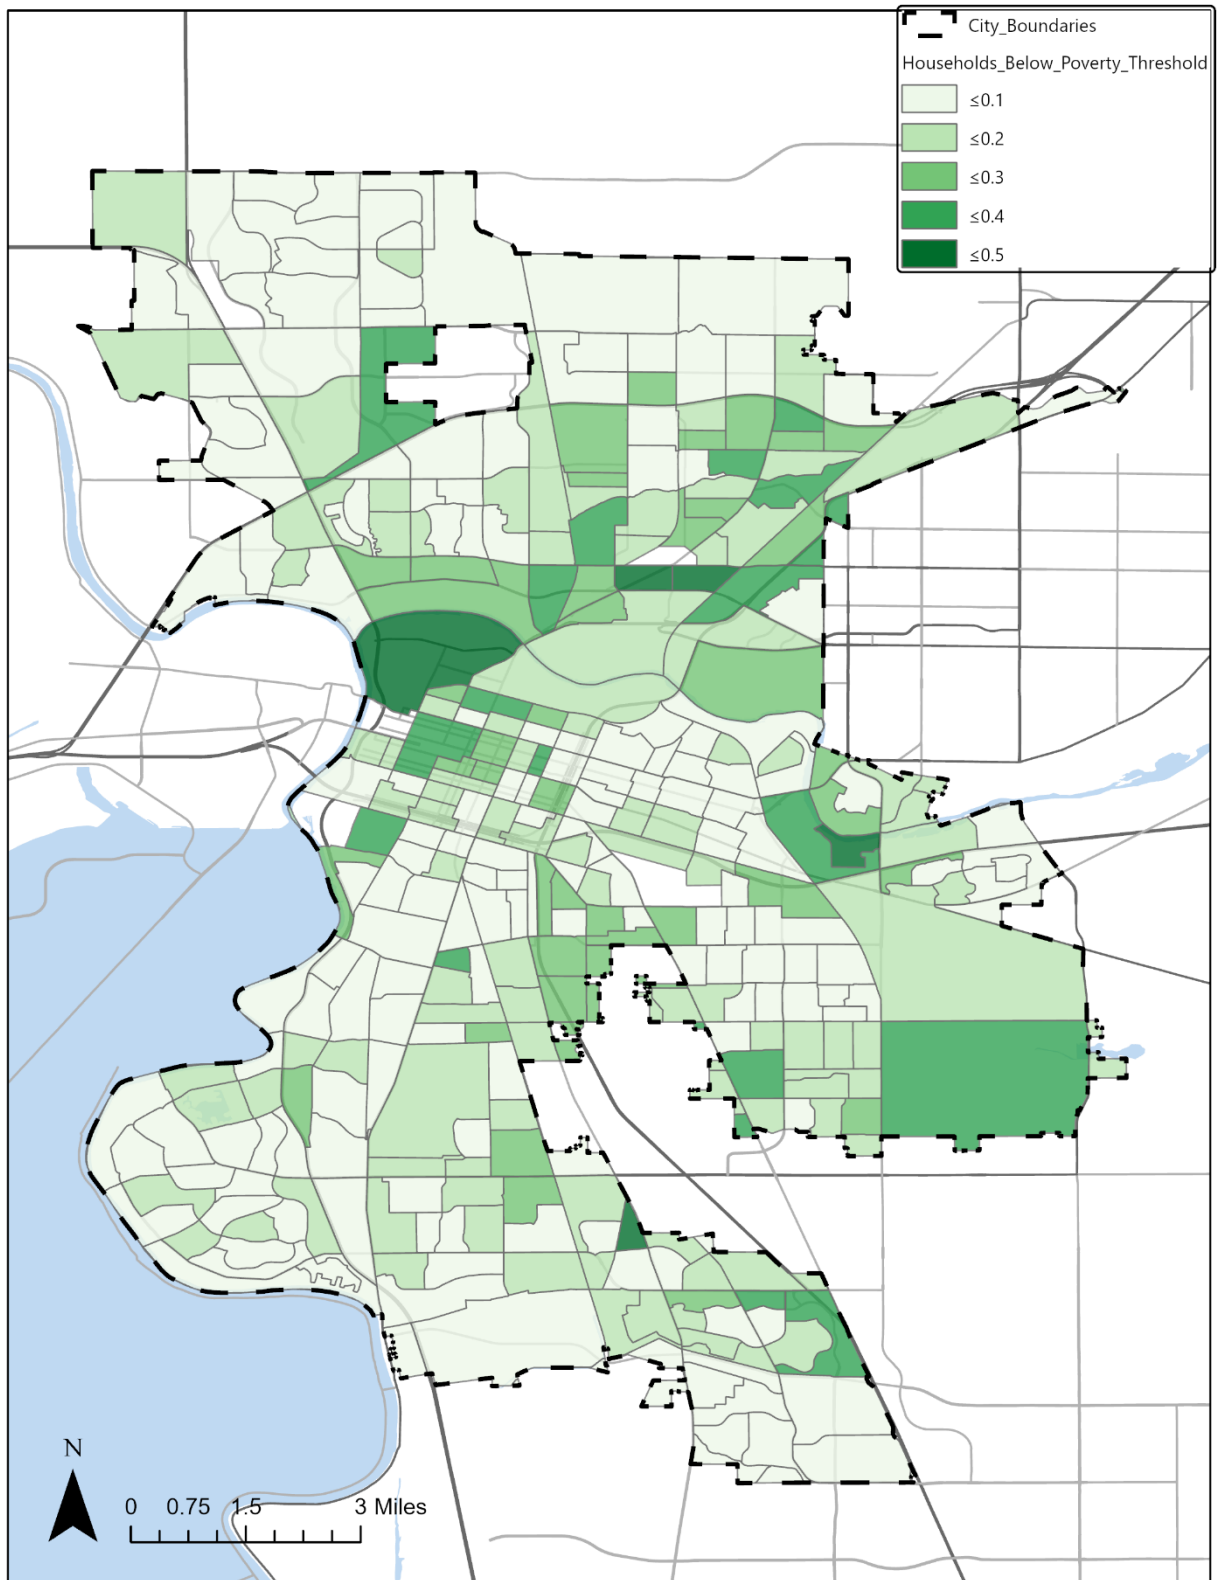 City_Boundaries
Households_Below_Poverty_Threshold
≤0.1
≤0.2
≤0.3
≤0.4
≤0.5
N
0 0.75 1.5 3 Miles